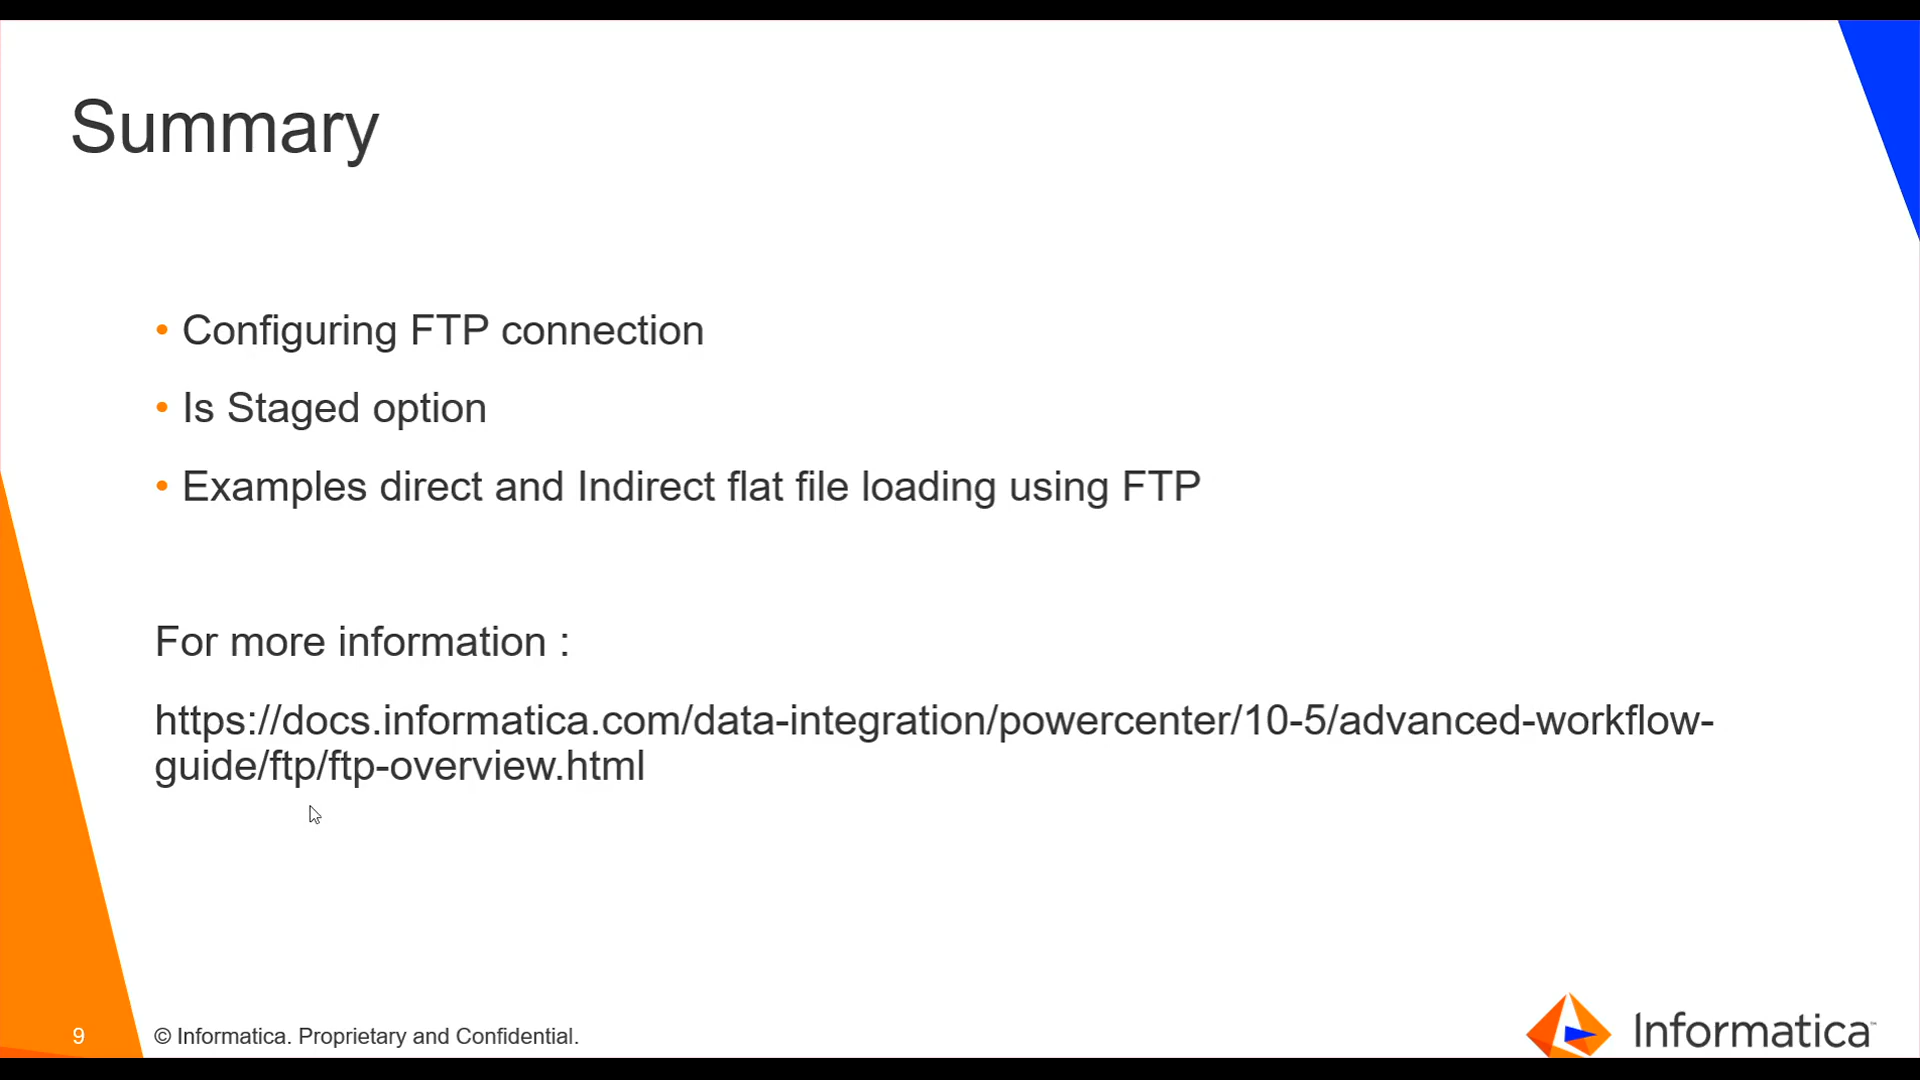 Summary
• Configuring FTP connection
• Is Staged option
• Examples direct and Indirect flat file loading using FTP
For more information :
https://docs.informatica.com/data-integration/powercenter/10-5/advanced-workflow-
guide/ftp/ftp-overview.html
9
© Informatica. Proprietary and Confidential.
Informatica™